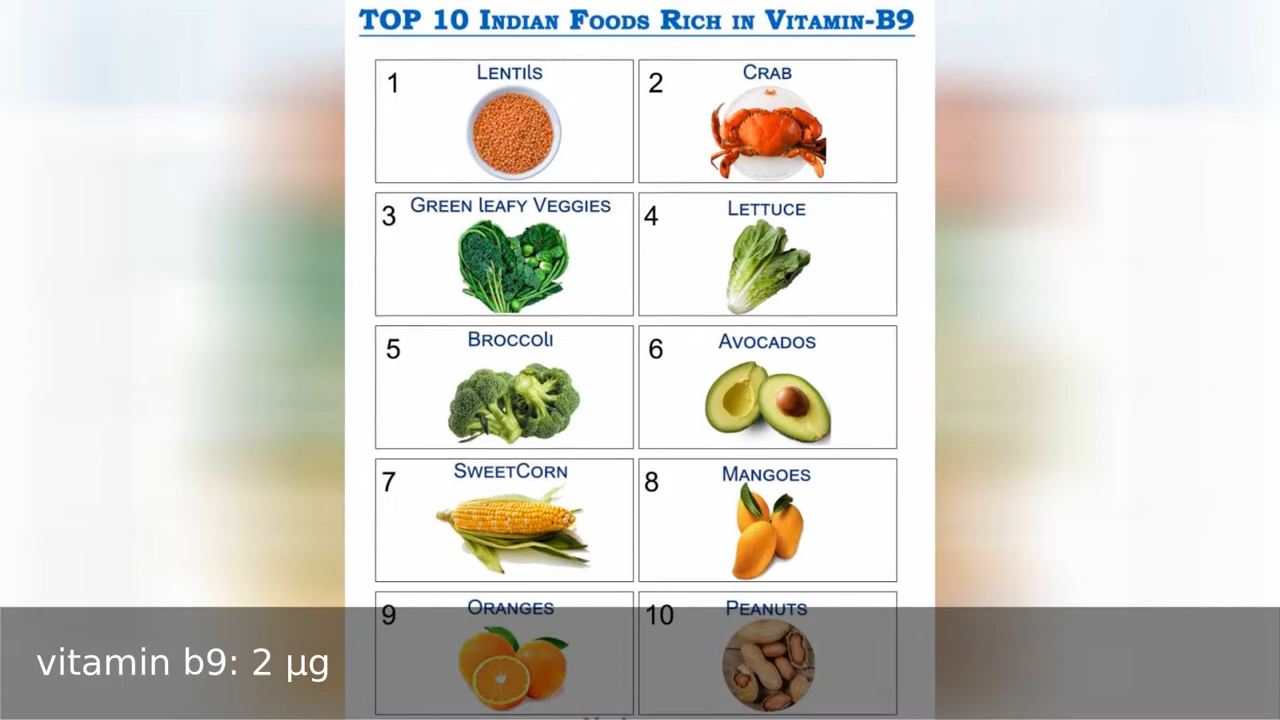 TOP 10 Indian Foods Rich in Vitamin-B9
1
Lentils
2
Crab
3
Green leafy Veggies
4
Lettuce
5
Broccoli
6
Avocados
7
SweetCorn
8
Mangoes
9
Oranges
10
Peanuts
vitamin b9: 2 µg